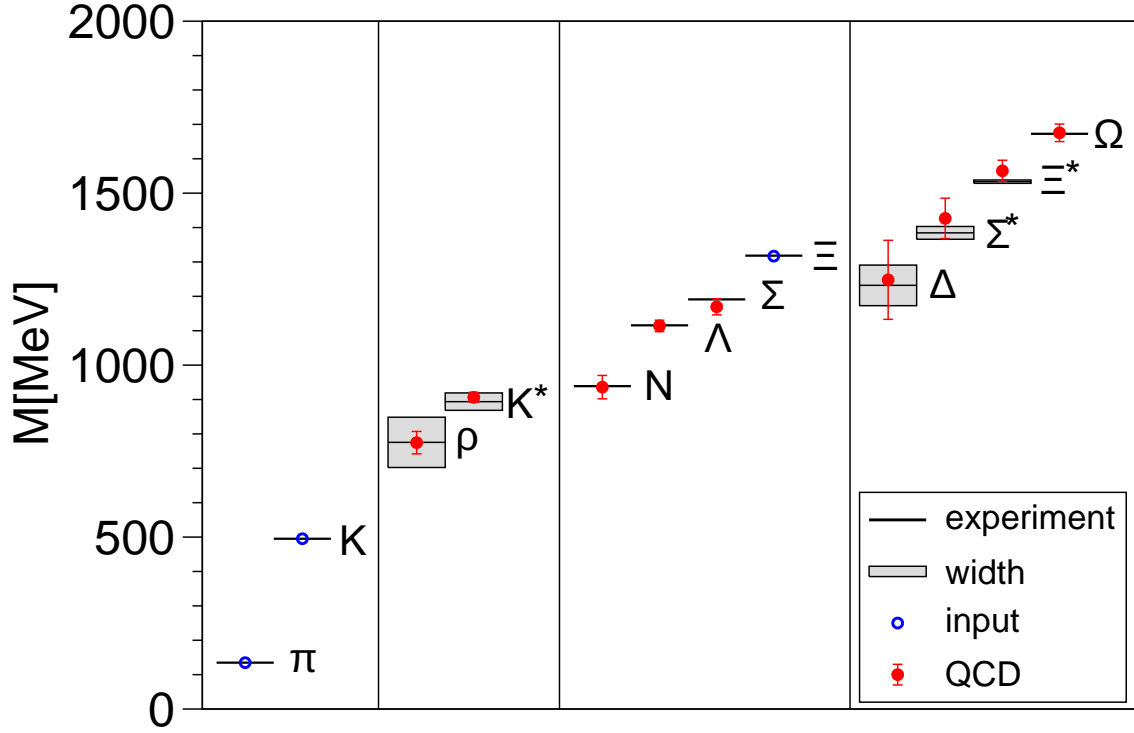 M[MeV]
2000
1500
1000
500
0
π
K
ρ
K*
N
Λ
Σ
Ξ
Δ
Σ*
Ξ*
Ω
experiment
width
input
QCD